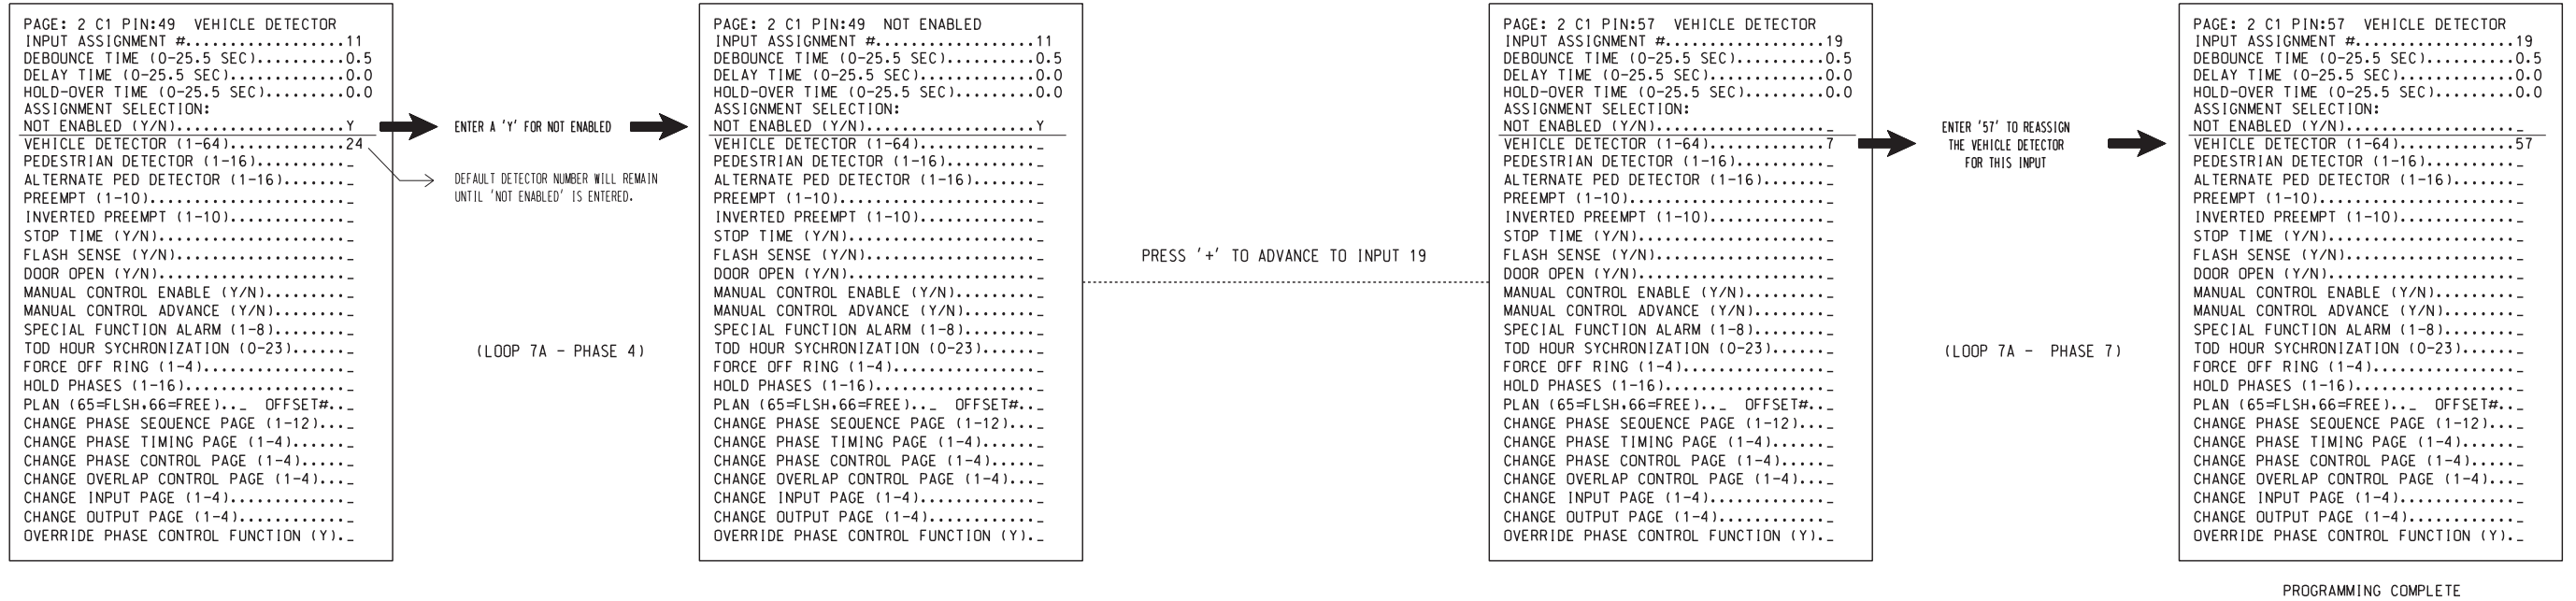 PAGE: 2 C1 PIN:49  VEHICLE DETECTOR
INPUT ASSIGNMENT #..................11
DEBOUNCE TIME (0-25.5 SEC)..........0.5
DELAY TIME (0-25.5 SEC).............0.0
HOLD-OVER TIME (0-25.5 SEC).........0.0
ASSIGNMENT SELECTION:
NOT ENABLED (Y/N)...................Y
VEHICLE DETECTOR (1-64).............24
PEDESTRIAN DETECTOR (1-16)..........._
ALTERNATE PED DETECTOR (1-16)......._
PREEMPT (1-10)......................_
INVERTED PREEMPT (1-10)............._
STOP TIME (Y/N)....................._
FLASH SENSE (Y/N)..................._
DOOR OPEN (Y/N)....................._
MANUAL CONTROL ENABLE (Y/N)........._
MANUAL CONTROL ADVANCE (Y/N)........_
SPECIAL FUNCTION ALARM (1-8)........_
TOD HOUR SYCHRONIZATION (0-23)......_
FORCE OFF RING (1-4)................_
HOLD PHASES (1-16).................._
PLAN (65=FLSH,66=FREE).._  OFFSET#.._
CHANGE PHASE SEQUENCE PAGE (1-12)..._
CHANGE PHASE TIMING PAGE (1-4)......_
CHANGE PHASE CONTROL PAGE (1-4)....._
CHANGE OVERLAP CONTROL PAGE (1-4)..._
CHANGE INPUT PAGE (1-4)............._
CHANGE OUTPUT PAGE (1-4)............_
OVERRIDE PHASE CONTROL FUNCTION (Y)._
ENTER A 'Y' FOR NOT ENABLED
DEFAULT DETECTOR NUMBER WILL REMAIN
UNTIL 'NOT ENABLED' IS ENTERED.
(LOOP 7A - PHASE 4)
PAGE: 2 C1 PIN:49  NOT ENABLED
INPUT ASSIGNMENT #..................11
DEBOUNCE TIME (0-25.5 SEC)..........0.5
DELAY TIME (0-25.5 SEC).............0.0
HOLD-OVER TIME (0-25.5 SEC).........0.0
ASSIGNMENT SELECTION:
NOT ENABLED (Y/N)...................Y
VEHICLE DETECTOR (1-64)............._
PEDESTRIAN DETECTOR (1-16).........._
ALTERNATE PED DETECTOR (1-16)......._
PREEMPT (1-10)......................_
INVERTED PREEMPT (1-10)............._
STOP TIME (Y/N)....................._
FLASH SENSE (Y/N)..................._
DOOR OPEN (Y/N)....................._
MANUAL CONTROL ENABLE (Y/N)........._
MANUAL CONTROL ADVANCE (Y/N)........_
SPECIAL FUNCTION ALARM (1-8)........_
TOD HOUR SYCHRONIZATION (0-23)......_
FORCE OFF RING (1-4)................_
HOLD PHASES (1-16).................._
PLAN (65=FLSH,66=FREE).._  OFFSET#.._
CHANGE PHASE SEQUENCE PAGE (1-12)..._
CHANGE PHASE TIMING PAGE (1-4)......_
CHANGE PHASE CONTROL PAGE (1-4)....._
CHANGE OVERLAP CONTROL PAGE (1-4)..._
CHANGE INPUT PAGE (1-4)............._
CHANGE OUTPUT PAGE (1-4)............_
OVERRIDE PHASE CONTROL FUNCTION (Y)._
PRESS '+' TO ADVANCE TO INPUT 19
PAGE: 2 C1 PIN:57  VEHICLE DETECTOR
INPUT ASSIGNMENT #..................19
DEBOUNCE TIME (0-25.5 SEC)..........0.5
DELAY TIME (0-25.5 SEC).............0.0
HOLD-OVER TIME (0-25.5 SEC).........0.0
ASSIGNMENT SELECTION:
NOT ENABLED (Y/N)..................._
VEHICLE DETECTOR (1-64).............7
PEDESTRIAN DETECTOR (1-16).........._
ALTERNATE PED DETECTOR (1-16)......._
PREEMPT (1-10)......................_
INVERTED PREEMPT (1-10)............._
STOP TIME (Y/N)....................._
FLASH SENSE (Y/N)..................._
DOOR OPEN (Y/N)....................._
MANUAL CONTROL ENABLE (Y/N)........._
MANUAL CONTROL ADVANCE (Y/N)........_
SPECIAL FUNCTION ALARM (1-8)........_
TOD HOUR SYCHRONIZATION (0-23)......_
FORCE OFF RING (1-4)................_
HOLD PHASES (1-16).................._
PLAN (65=FLSH,66=FREE).._  OFFSET#.._
CHANGE PHASE SEQUENCE PAGE (1-12)..._
CHANGE PHASE TIMING PAGE (1-4)......_
CHANGE PHASE CONTROL PAGE (1-4)....._
CHANGE OVERLAP CONTROL PAGE (1-4)..._
CHANGE INPUT PAGE (1-4)............._
CHANGE OUTPUT PAGE (1-4)............_
OVERRIDE PHASE CONTROL FUNCTION (Y)._
ENTER '57' TO REASSIGN
THE VEHICLE DETECTOR
FOR THIS INPUT
(LOOP 7A -  PHASE 7)
PAGE: 2 C1 PIN:57  VEHICLE DETECTOR
INPUT ASSIGNMENT #..................19
DEBOUNCE TIME (0-25.5 SEC)..........0.5
DELAY TIME (0-25.5 SEC).............0.0
HOLD-OVER TIME (0-25.5 SEC).........0.0
ASSIGNMENT SELECTION:
NOT ENABLED (Y/N)..................._
VEHICLE DETECTOR (1-64).............57
PEDESTRIAN DETECTOR (1-16).........._
ALTERNATE PED DETECTOR (1-16)......._
PREEMPT (1-10)......................_
INVERTED PREEMPT (1-10)............._
STOP TIME (Y/N)....................._
FLASH SENSE (Y/N)..................._
DOOR OPEN (Y/N)....................._
MANUAL CONTROL ENABLE (Y/N)........._
MANUAL CONTROL ADVANCE (Y/N)........_
SPECIAL FUNCTION ALARM (1-8)........_
TOD HOUR SYCHRONIZATION (0-23)......_
FORCE OFF RING (1-4)................_
HOLD PHASES (1-16).................._
PLAN (65=FLSH,66=FREE).._  OFFSET#.._
CHANGE PHASE SEQUENCE PAGE (1-12)..._
CHANGE PHASE TIMING PAGE (1-4)......_
CHANGE PHASE CONTROL PAGE (1-4)....._
CHANGE OVERLAP CONTROL PAGE (1-4)..._
CHANGE INPUT PAGE (1-4)............._
CHANGE OUTPUT PAGE (1-4)............_
OVERRIDE PHASE CONTROL FUNCTION (Y)._
PROGRAMMING COMPLETE